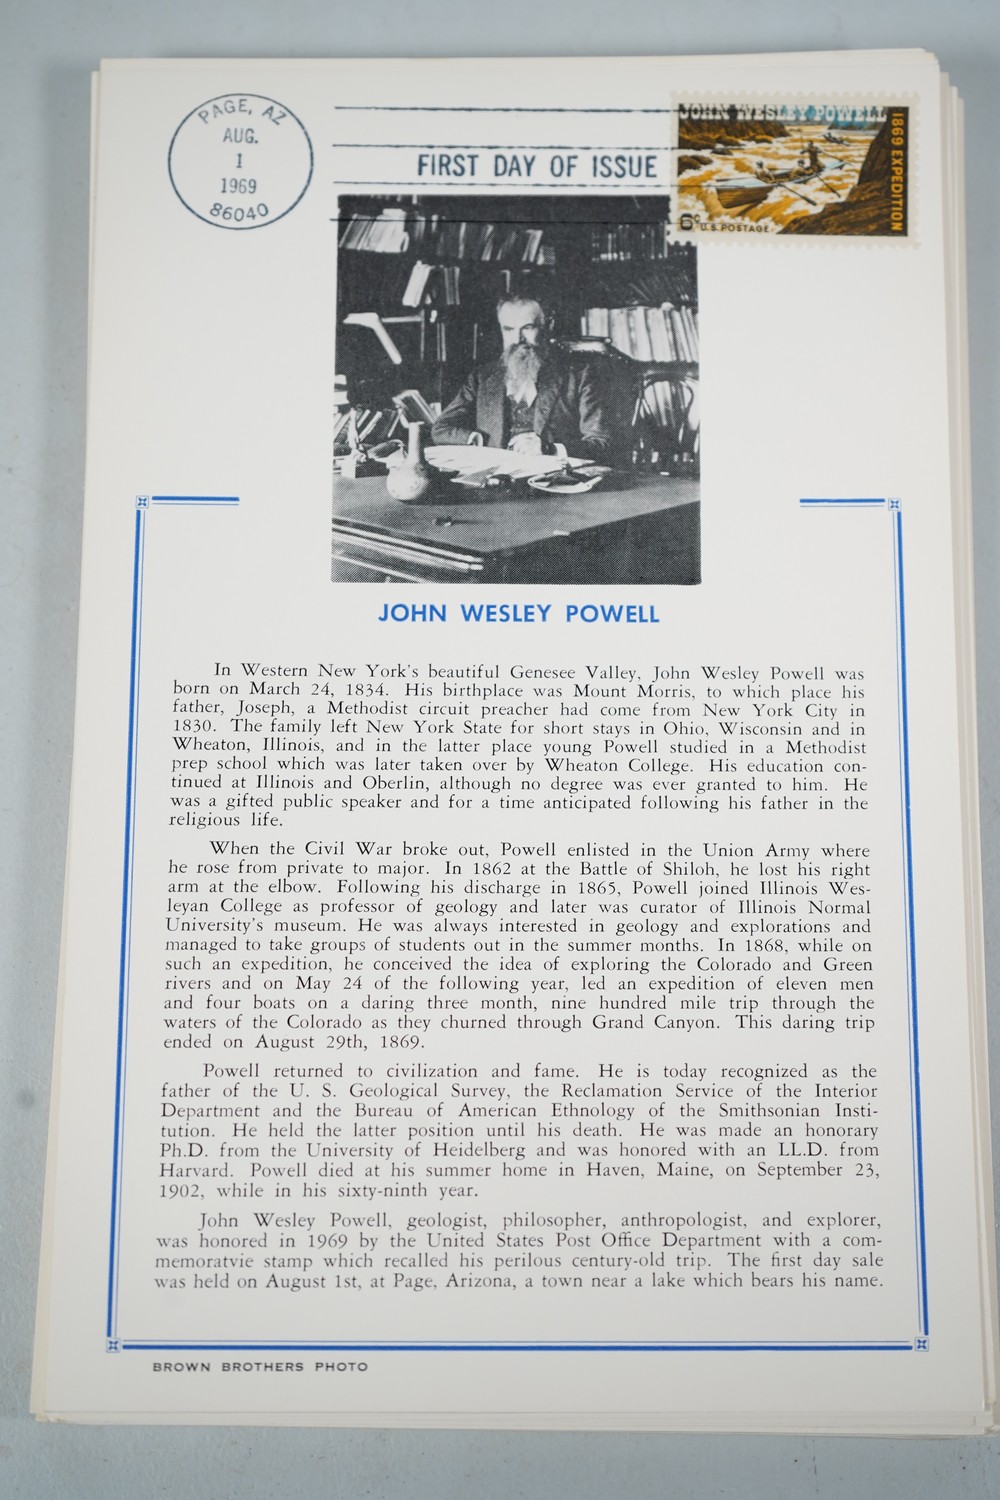 PAGE, AZ
AUG.
1
1969
86040
FIRST DAY OF ISSUE
JOHN WESLEY POWELL
1869 EXPEDITION
6c U.S. POSTAGE
JOHN WESLEY POWELL
In Western New York's beautiful Genesee Valley, John Wesley Powell was
born on March 24, 1834. His birthplace was Mount Morris, to which place his
father, Joseph, a Methodist circuit preacher had come from New York City in
1830. The family left New York State for short stays in Ohio, Wisconsin and in
Wheaton, Illinois, and in the latter place young Powell studied in a Methodist
prep school which was later taken over by Wheaton College. His education con-
tinued at Illinois and Oberlin, although no degree was ever granted to him. He
was a gifted public speaker and for a time anticipated following his father in the
religious life.
When the Civil War broke out, Powell enlisted in the Union Army where
he rose from private to major. In 1862 at the Battle of Shiloh, he lost his right
arm at the elbow. Following his discharge in 1865, Powell joined Illinois Wes-
leyan College as professor of geology and later was curator of Illinois Normal
University's museum. He was always interested in geology and explorations and
managed to take groups of students out in the summer months. In 1868, while on
such an expedition, he conceived the idea of exploring the Colorado and Green
rivers and on May 24 of the following year, led an expedition of eleven men
and four boats on a daring three month, nine hundred mile trip through the
waters of the Colorado as they churned through Grand Canyon. This daring trip
ended on August 29th, 1869.
Powell returned to civilization and fame. He is today recognized as the
father of the U. S. Geological Survey, the Reclamation Service of the Interior
Department and the Bureau of American Ethnology of the Smithsonian Insti-
tution. He held the latter position until his death. He was made an honorary
Ph.D. from the University of Heidelberg and was honored with an LL.D. from
Harvard. Powell died at his summer home in Haven, Maine, on September 23,
1902, while in his sixty-ninth year.
John Wesley Powell, geologist, philosopher, anthropologist, and explorer,
was honored in 1969 by the United States Post Office Department with a com-
memoratvie stamp which recalled his perilous century-old trip. The first day sale
was held on August 1st, at Page, Arizona, a town near a lake which bears his name.
BROWN BROTHERS PHOTO